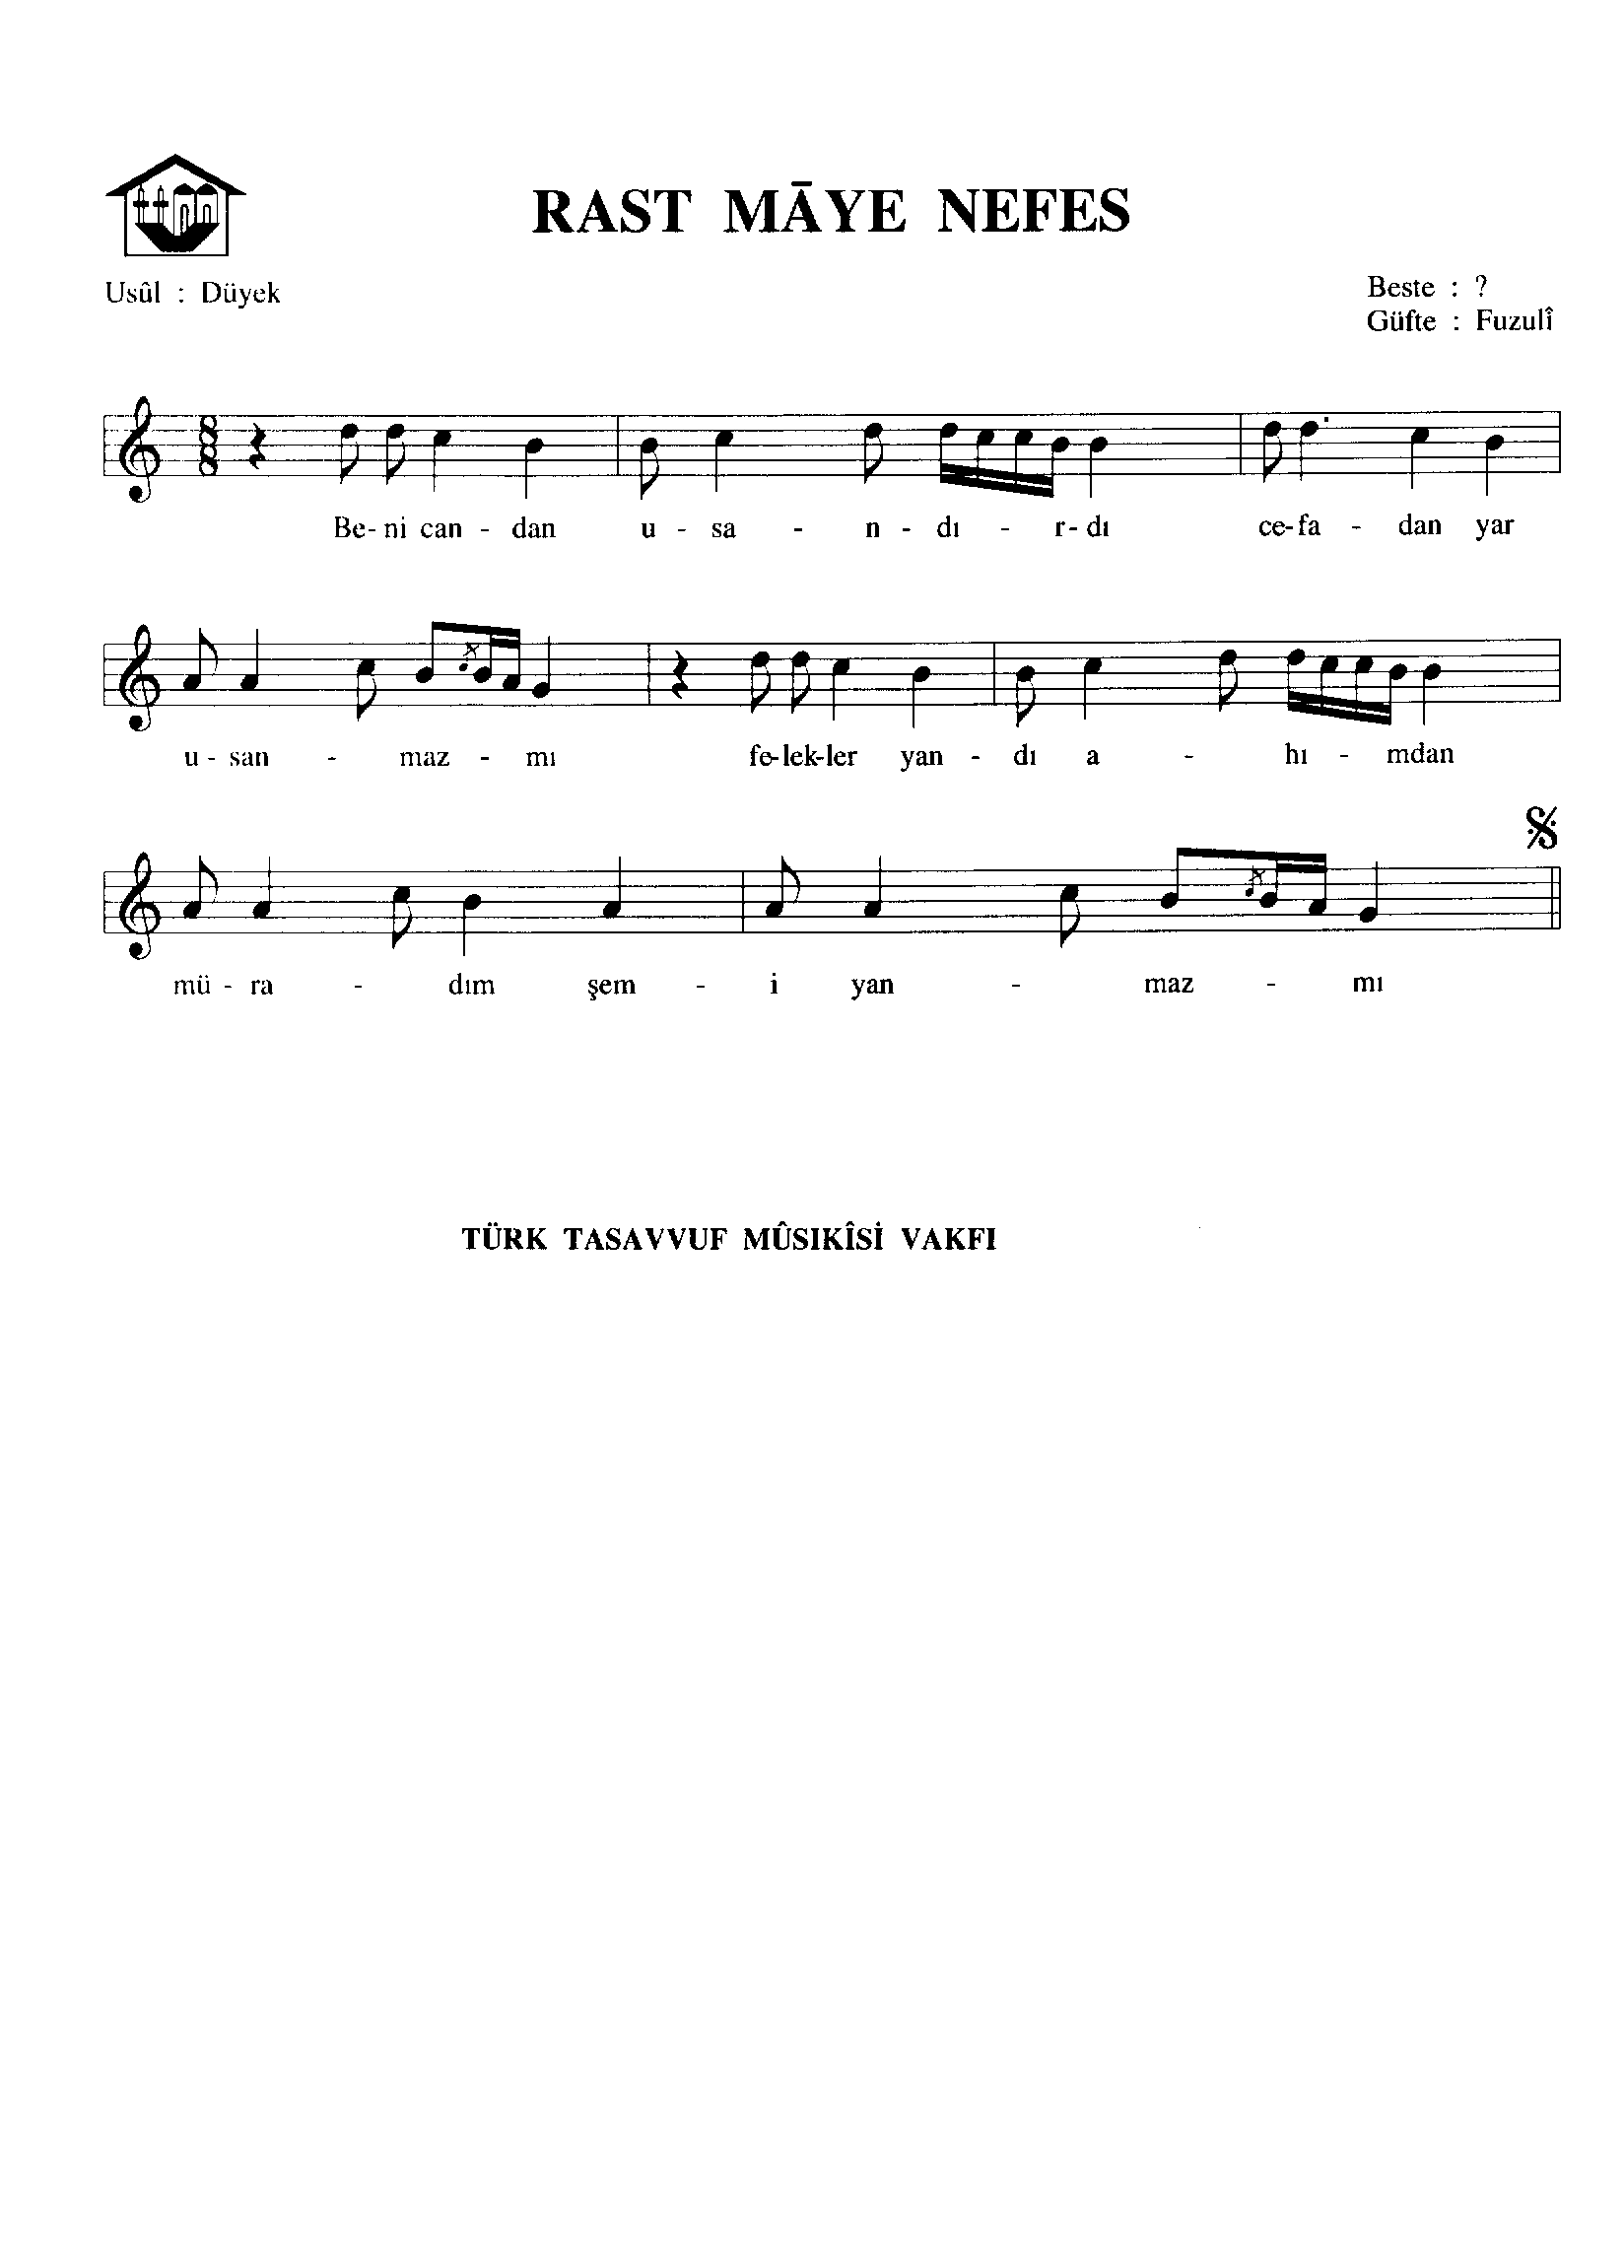 RAST MĀYE NEFES
Usûl : Düyek
Beste : ?
Güfte : Fuzulî
8
8
Be- ni can - dan u - sa - n - dı - r-dı ce-fa - dan yar
u - san - maz - mı fe-lek-ler yan - dı a - hı - mdan
mü - ra - dım şem - i yan - maz - mı
TÜRK TASAVVUF MÛSIKÎSİ VAKFI